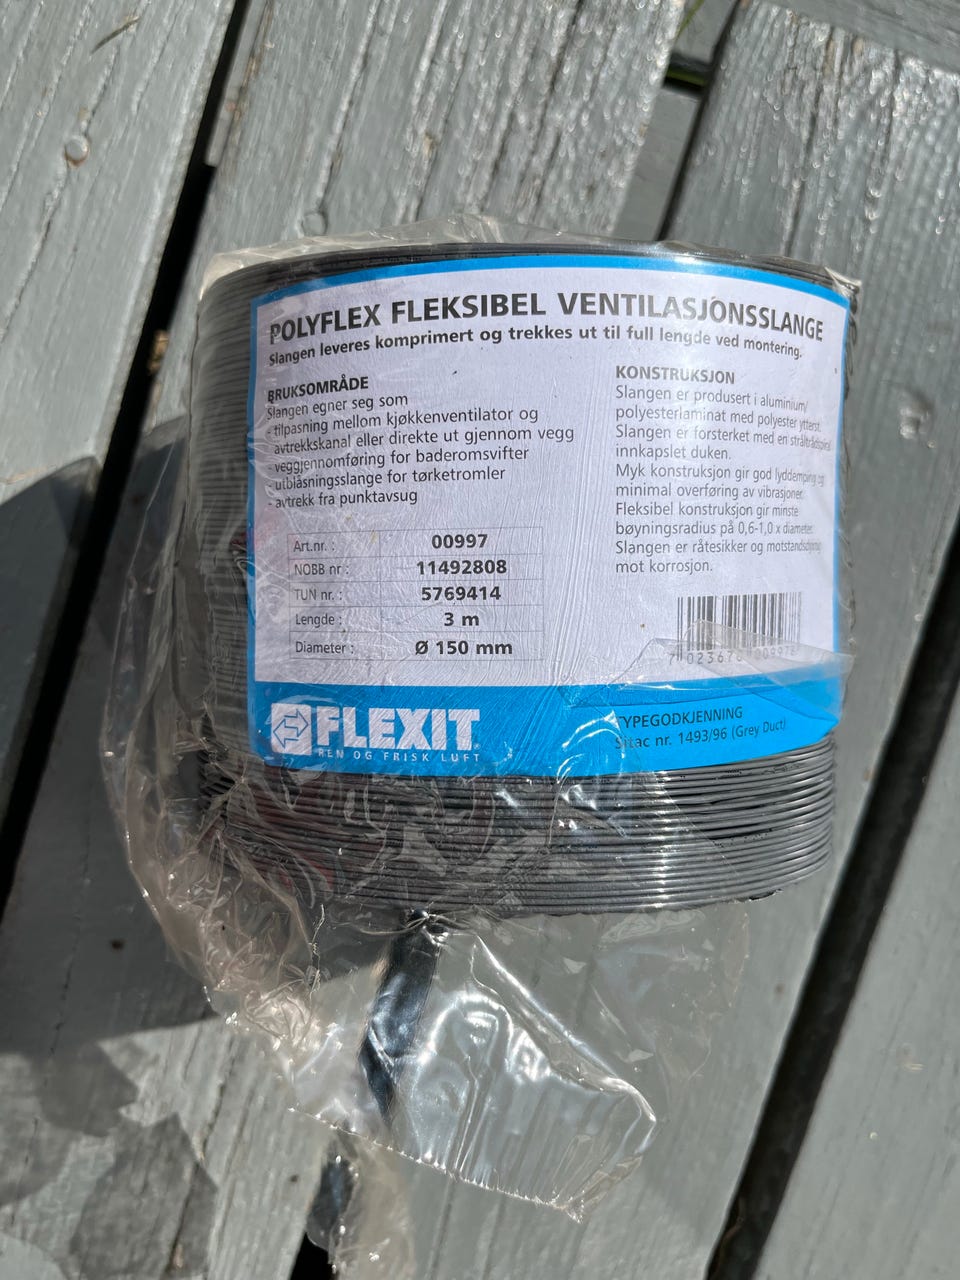 POLYFLEX FLEKSIBEL VENTILASJONSSLANGE
Slangen leveres komprimert og trekkes ut til full lengde ved montering.
BRUKSOMRÅDE
Slangen egner seg som
- tilpasning mellom kjøkkenventilator og
avtrekkskanal eller direkte ut gjennom vegg
- veggjennomføring for baderomsvifter
- utblåsningsslange for tørketromler
- avtrekk fra punktavsug
Art.nr. : 00997
NOBB nr : 11492808
TUN nr. : 5769414
Lengde : 3 m
Diameter : Ø 150 mm
KONSTRUKSJON
Slangen er produsert i aluminium/
polyesterlaminat med polyester ytterst.
Slangen er forsterket med en ståltrådspiral
innkapslet duken.
Myk konstruksjon gir god lyddemping og
minimal overføring av vibrasjoner.
Fleksibel konstruksjon gir minste
bøyningsradius på 0,6-1,0 x diameter.
Slangen er råtesikker og
mot korrosjon.
7 023670 009978
FLEXIT
REN OG FRISK LUFT
TYPEGODKJENNING
Sitac nr. 1493/96 (Grey Duct)